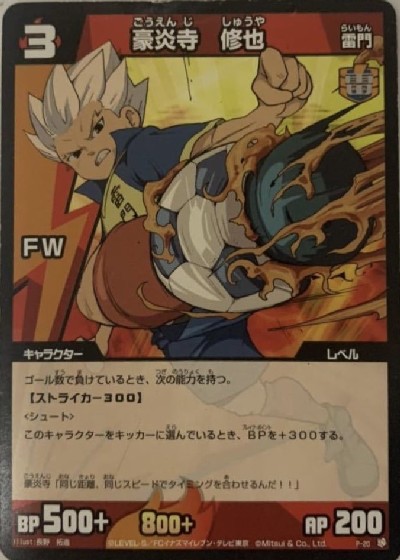 3
ごうえんじ しゅうや
豪炎寺 修也
らいもん
雷門
雷門
FW
キャラクター レベル
ゴール数で負けているとき、次の能力を持つ。
【ストライカー300】
<シュート>
このキャラクターをキッカーに選んでいるとき、BPを+300する。
豪炎寺「同じ距離、同じスピードでタイミングを合わせるんだ!!」
BP 500+ 800+ AP 200
©LEVEL-5/FCイナズマイレブン・テレビ東京 ©Mitsui & Co., Ltd. P-20